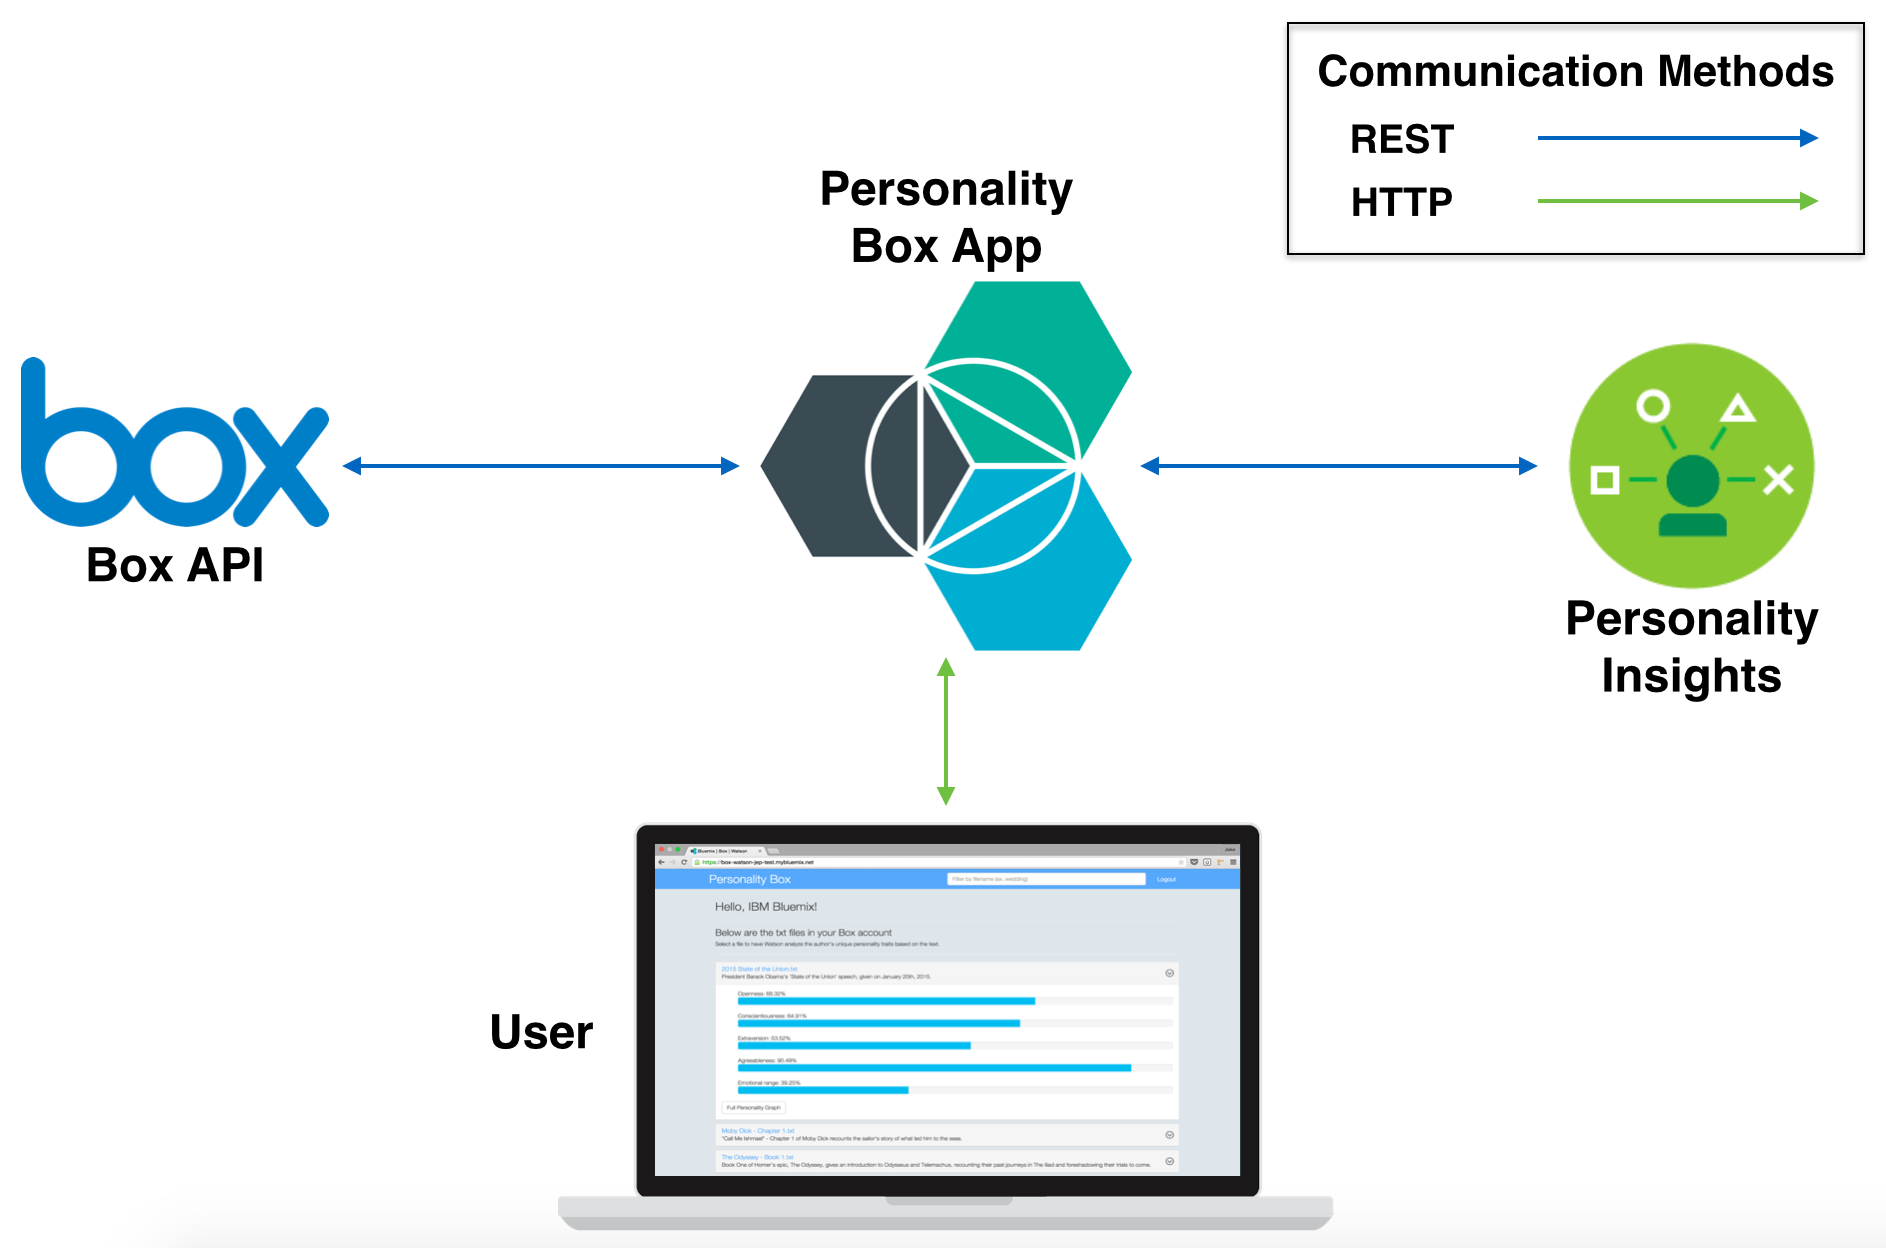 Communication Methods
REST
HTTP
Personality
Box App
box
Box API
Personality
Insights
User
Bluemix | Box | Watson
John
https://box-watson-jep-test.mybluemix.net
Personality Box
Filter by filename (ex. wedding)
Logout
Hello, IBM Bluemix!
Below are the txt files in your Box account
Select a file to have Watson analyze the author's unique personality traits based on the text.
2015 State of the Union.txt
President Barack Obama's 'State of the Union' speech, given on January 20th, 2015.
Openness: 68.32%
Conscientiousness: 64.91%
Extraversion: 53.52%
Agreeableness: 90.49%
Emotional range: 39.25%
Full Personality Graph
Moby Dick - Chapter 1.txt
"Call Me Ishmael" - Chapter 1 of Moby Dick recounts the sailor's story of what led him to the seas.
The Odyssey - Book 1.txt
Book One of Homer's epic, The Odyssey, gives an introduction to Odysseus and Telemachus, recounting their past journeys in The Iliad and foreshadowing their trials to come.